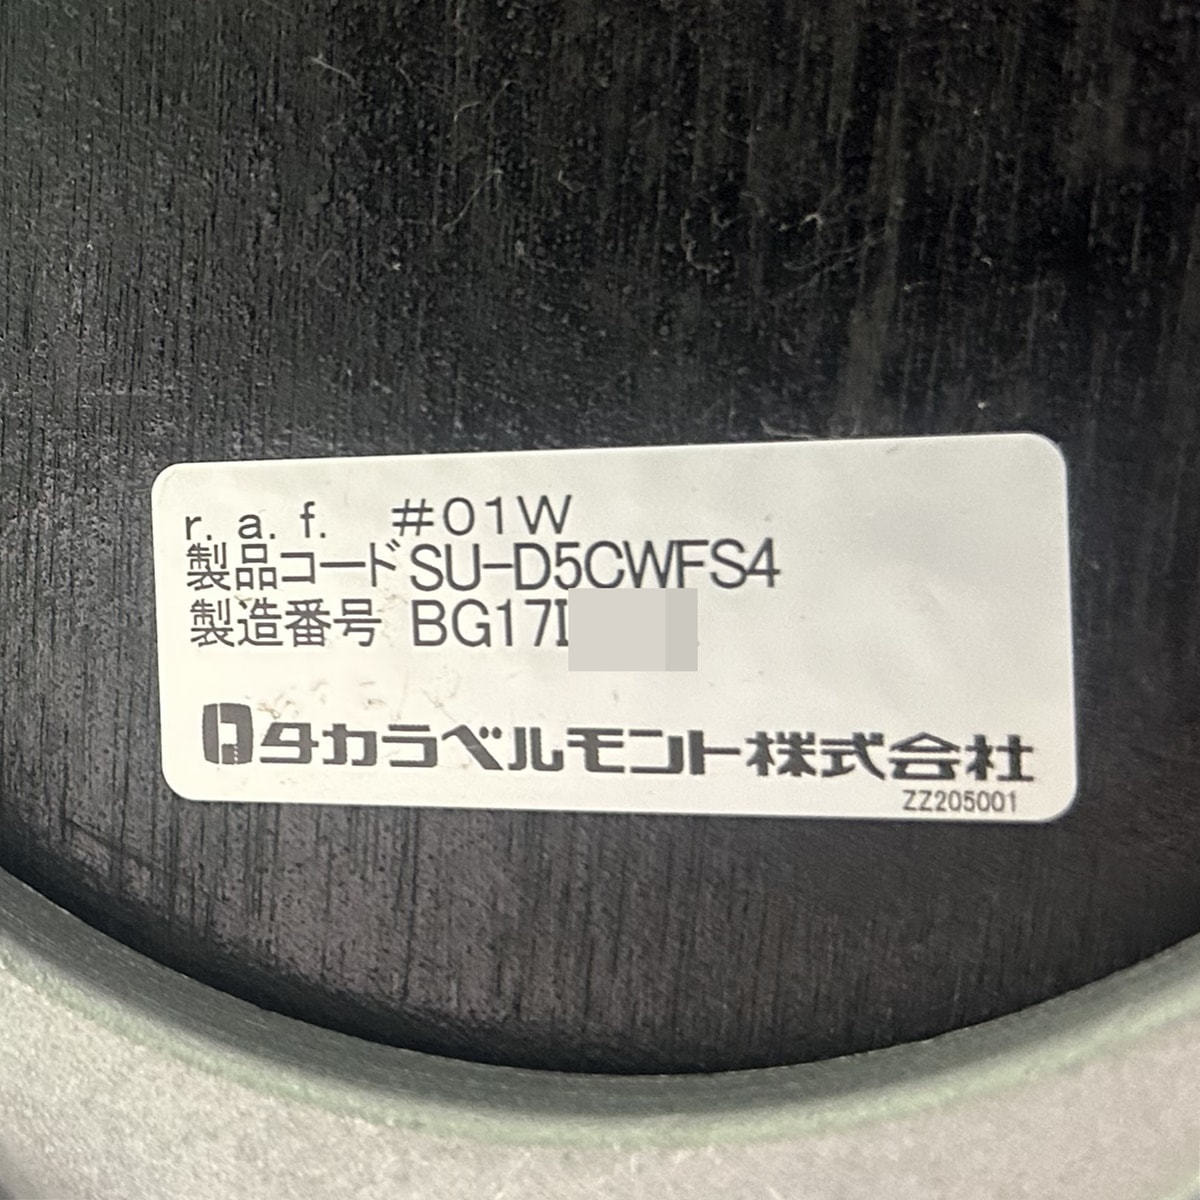 r.a.f. #01W
製品コードSU-D5CWFS4
製造番号 BG17I
タカラベルモント株式会社
ZZ205001